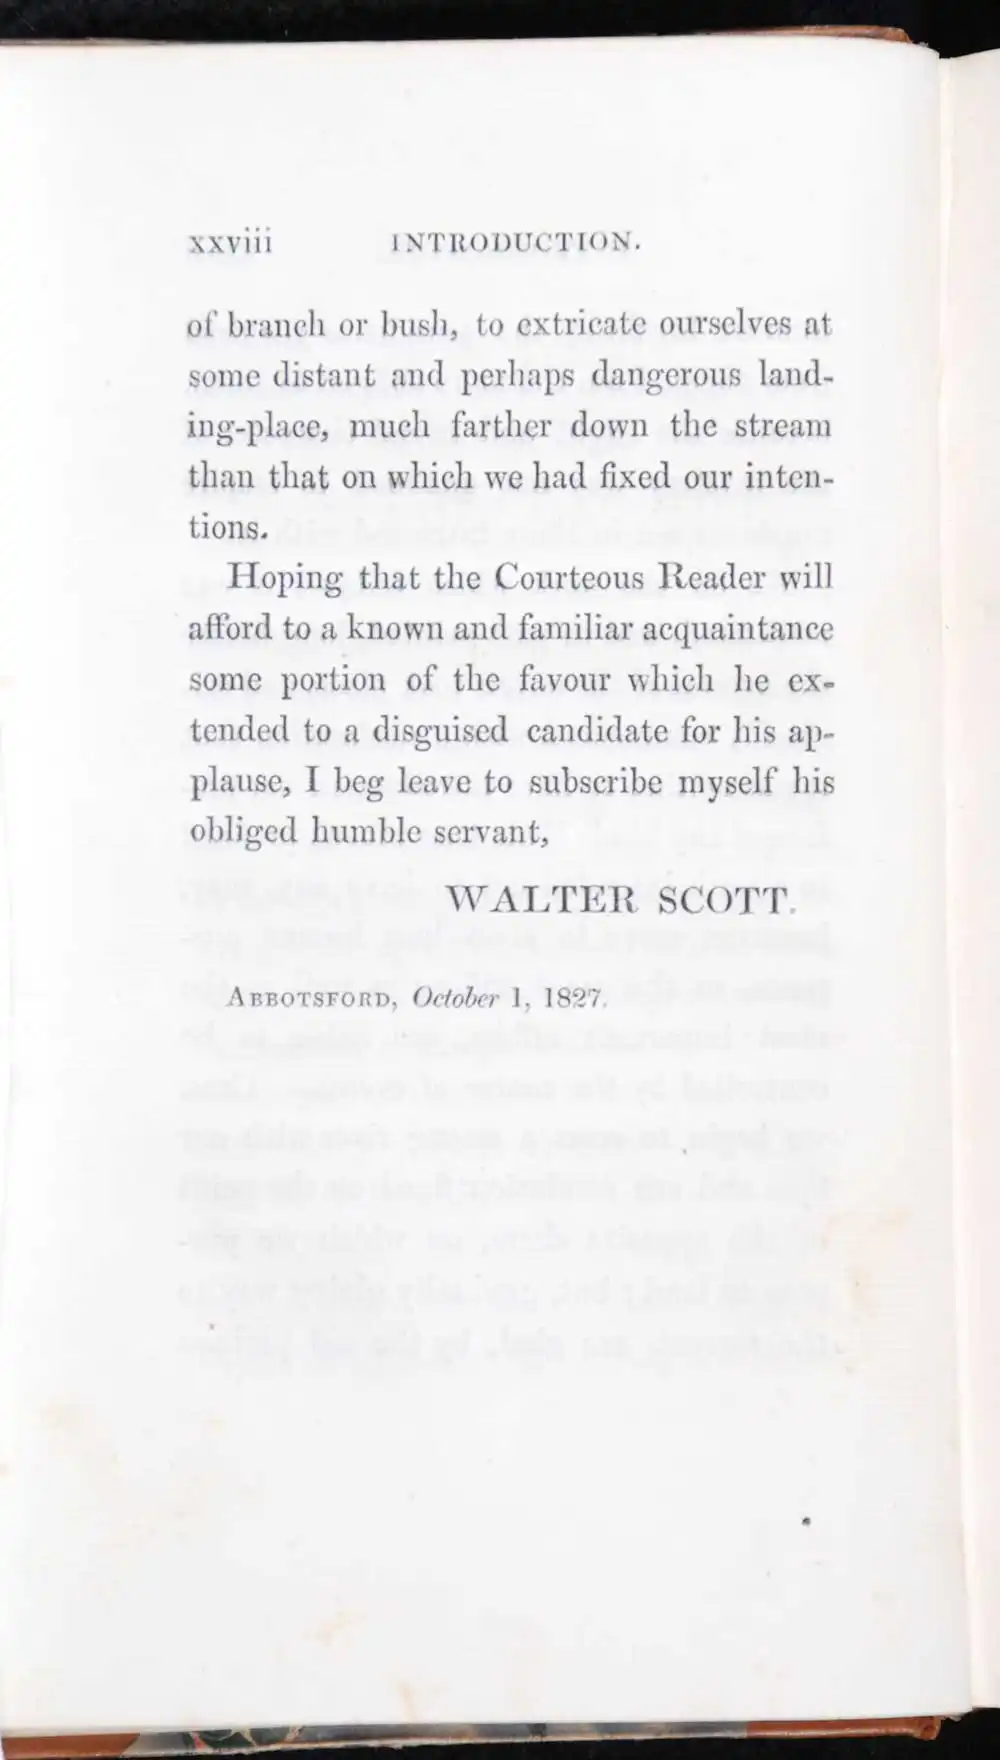 xxviii INTRODUCTION.
of branch or bush, to extricate ourselves at
some distant and perhaps dangerous land-
ing-place, much farther down the stream
than that on which we had fixed our inten-
tions.
Hoping that the Courteous Reader will
afford to a known and familiar acquaintance
some portion of the favour which he ex-
tended to a disguised candidate for his ap-
plause, I beg leave to subscribe myself his
obliged humble servant,
WALTER SCOTT.
ABBOTSFORD, October 1, 1827.